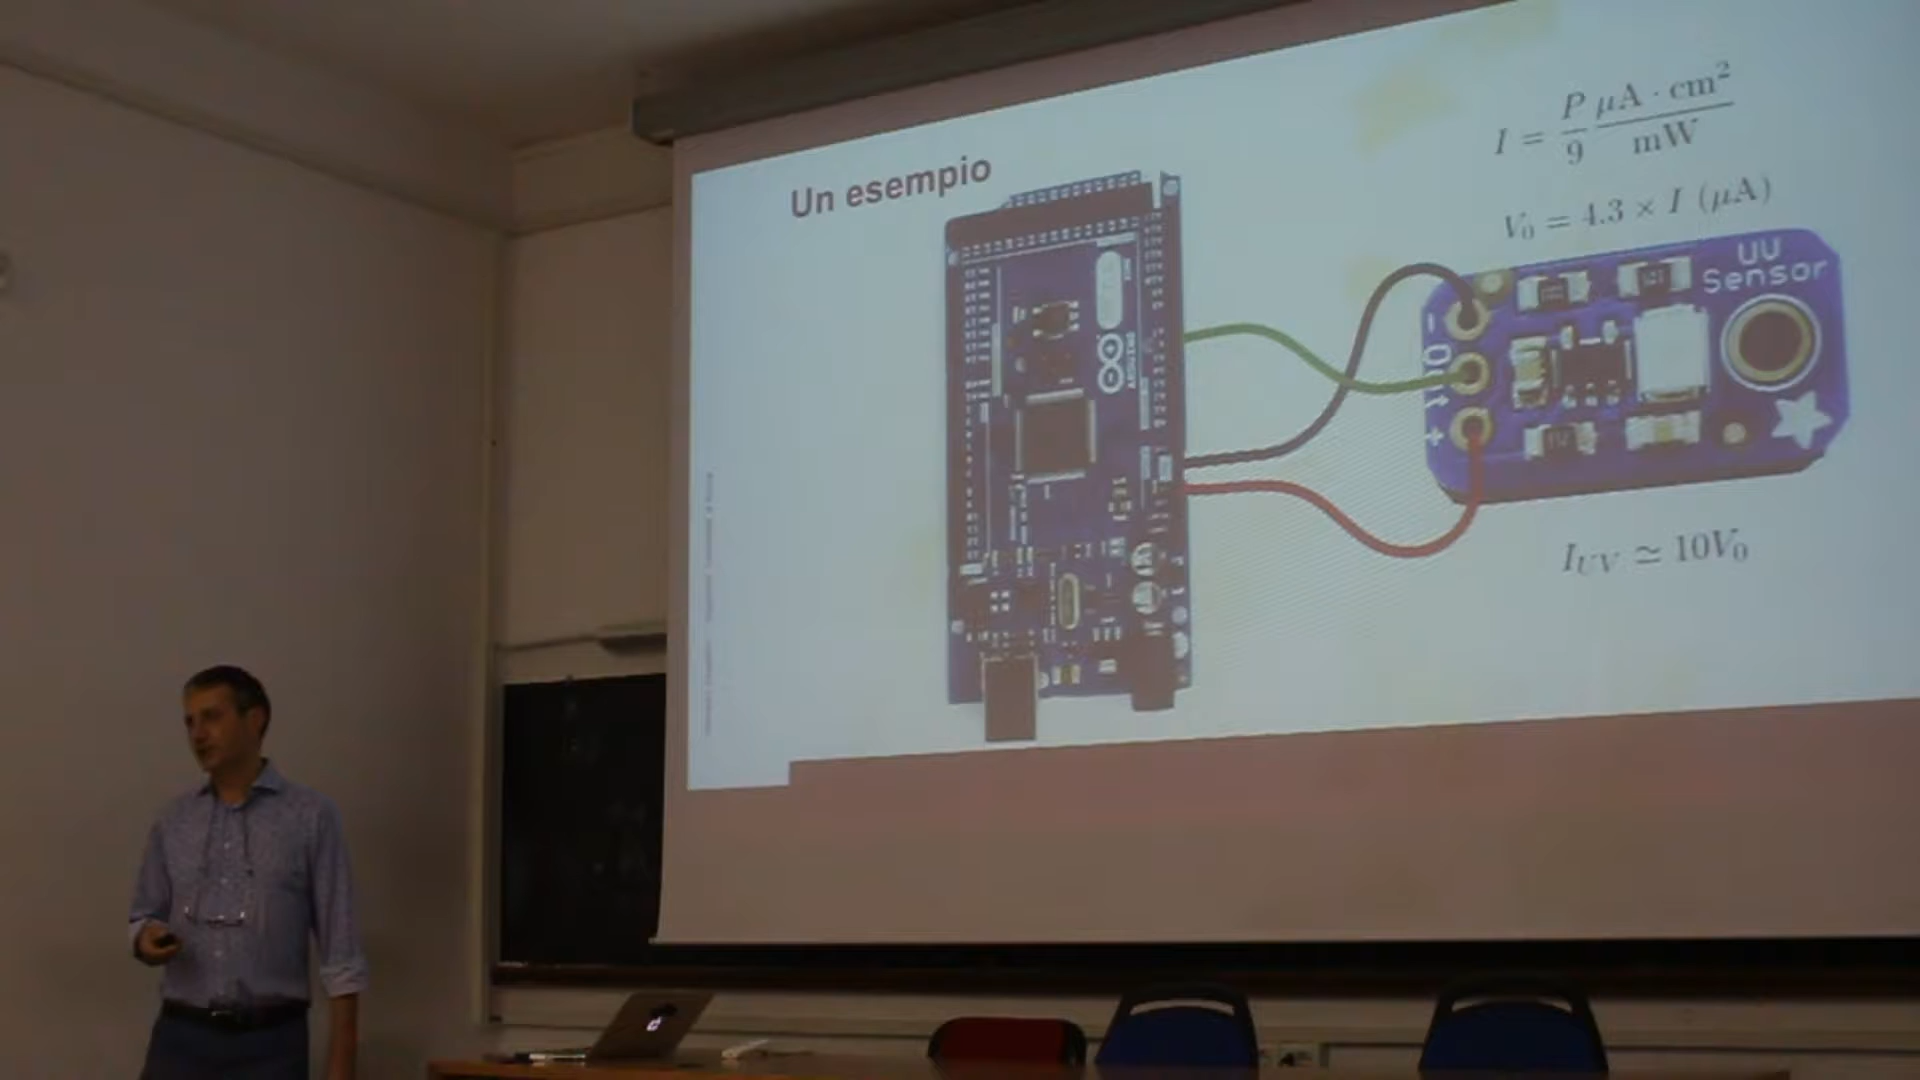 Un esempio
I = P/9 μA · cm²/mW
V₀ = 4.3 × I (μA)
UV
Sensor
-
Out
+
I_UV ≃ 10V₀